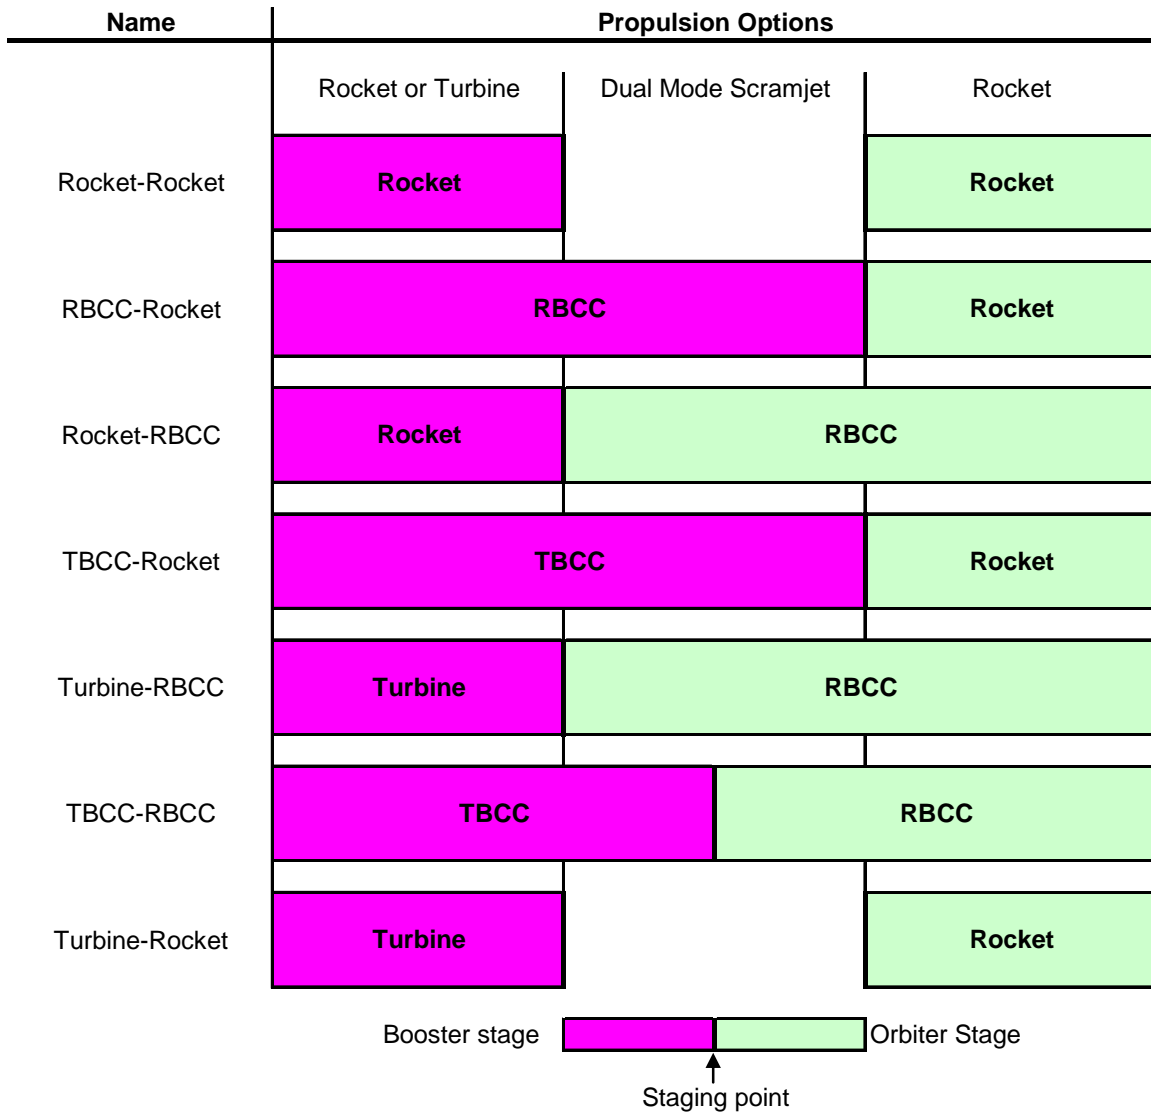 Name Propulsion Options
Rocket or Turbine Dual Mode Scramjet Rocket
Rocket-Rocket Rocket Rocket
RBCC-Rocket RBCC Rocket
Rocket-RBCC Rocket RBCC
TBCC-Rocket TBCC Rocket
Turbine-RBCC Turbine RBCC
TBCC-RBCC TBCC RBCC
Turbine-Rocket Turbine Rocket
Booster stage Orbiter Stage
Staging point